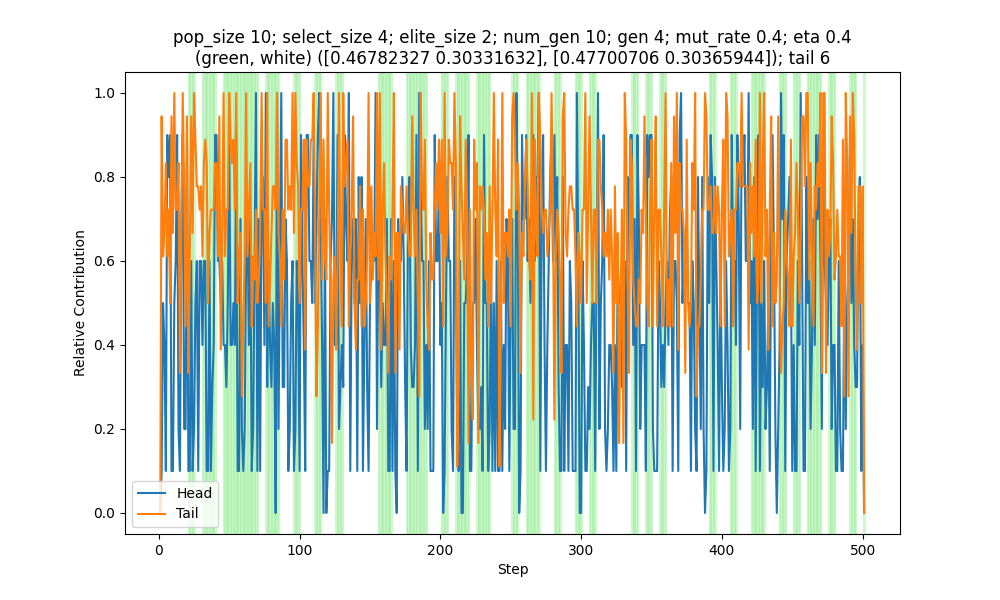 pop_size 10; select_size 4; elite_size 2; num_gen 10; gen 4; mut_rate 0.4; eta 0.4
(green, white) ([0.46782327 0.30331632], [0.47700706 0.30365944]); tail 6
1.0
0.8
0.6
0.4
0.2
0.0
Relative Contribution
Head
Tail
0 100 200 300 400 500
Step